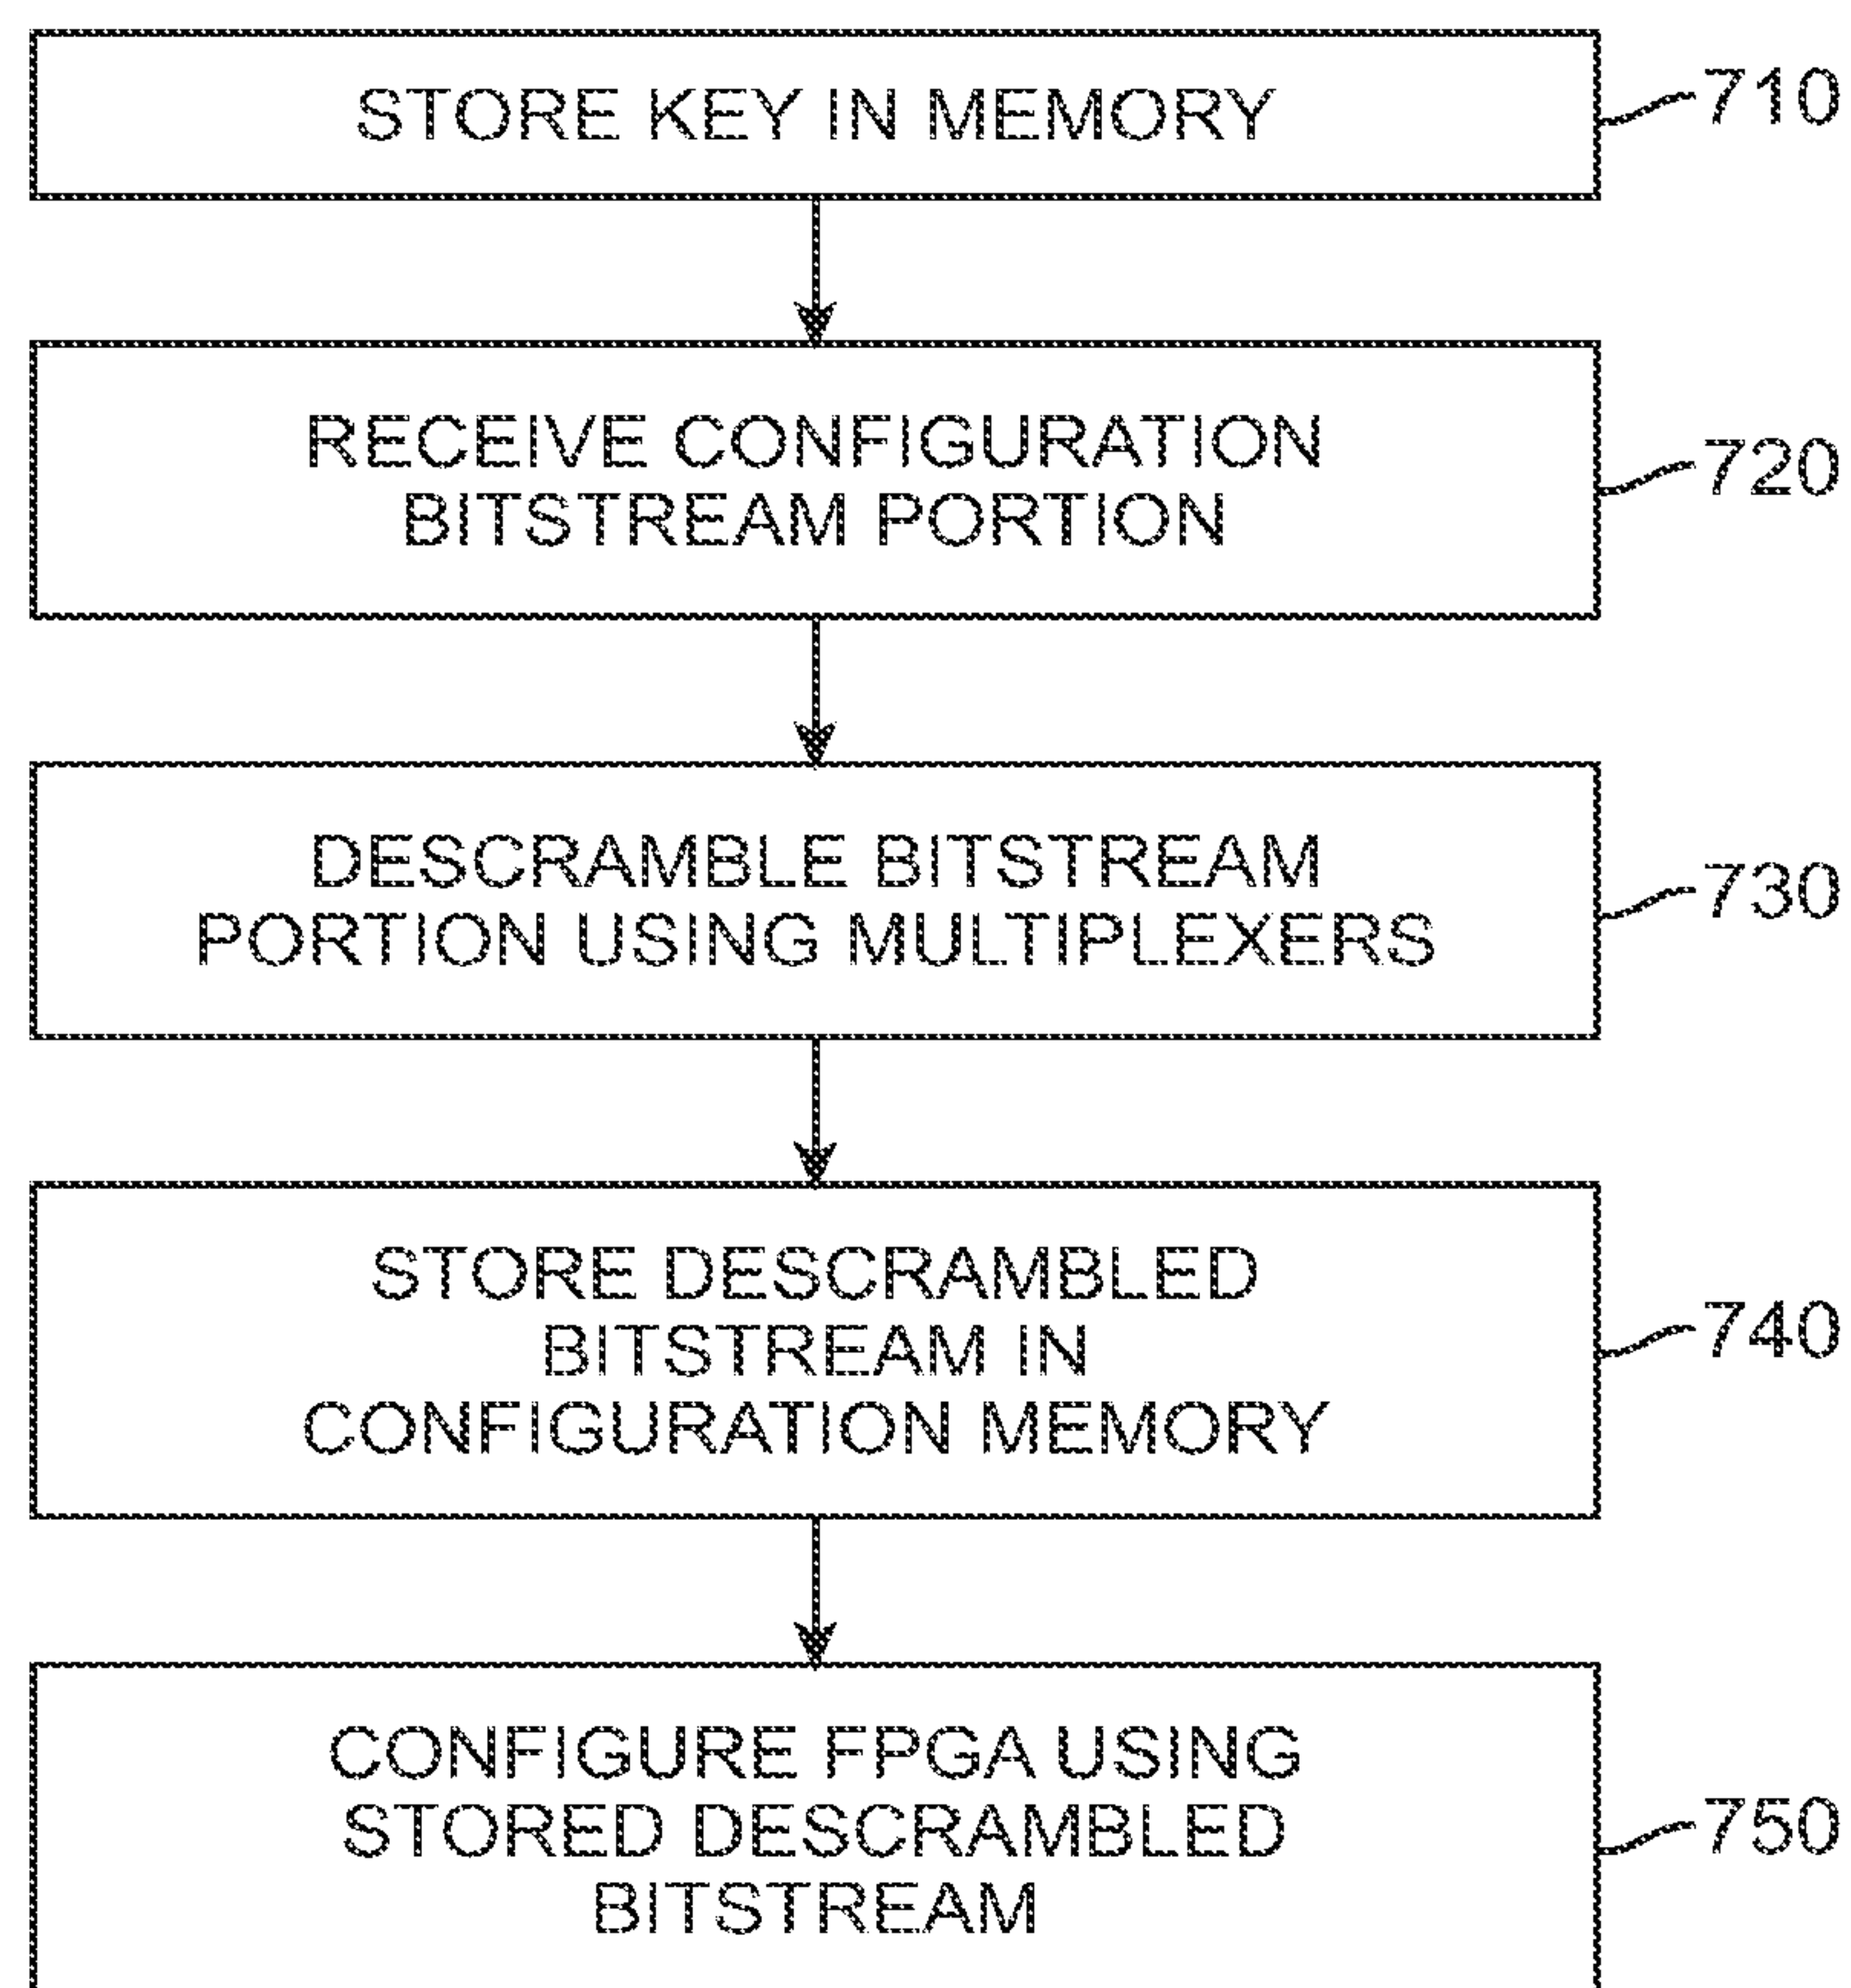 STORE KEY IN MEMORY
710
RECEIVE CONFIGURATION
BITSTREAM PORTION
720
DESCRAMBLE BITSTREAM
PORTION USING MULTIPLEXERS
730
STORE DESCRAMBLED
BITSTREAM IN
CONFIGURATION MEMORY
740
CONFIGURE FPGA USING
STORED DESCRAMBLED
BITSTREAM
750